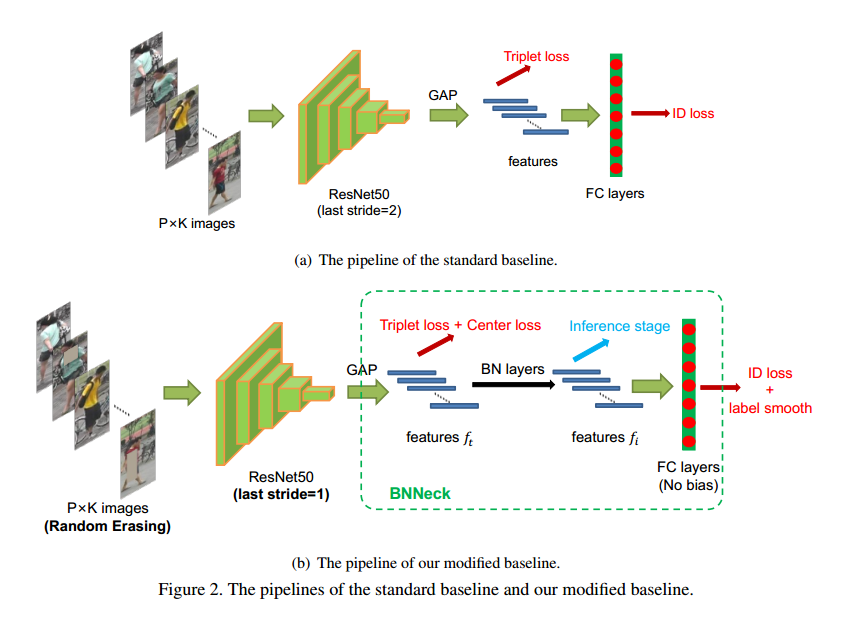 Triplet loss
GAP
ID loss
features
ResNet50
(last stride=2)
FC layers
P×K images
(a) The pipeline of the standard baseline.
Triplet loss + Center loss
Inference stage
GAP
BN layers
ID loss
+
label smooth
features fₜ
features fᵢ
ResNet50
(last stride=1)
FC layers
(No bias)
BNNeck
P×K images
(Random Erasing)
(b) The pipeline of our modified baseline.
Figure 2. The pipelines of the standard baseline and our modified baseline.